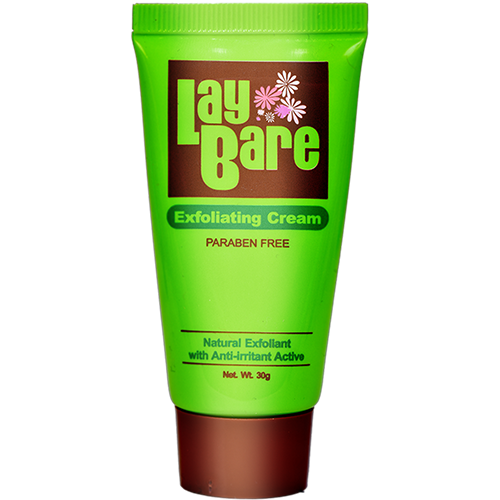 Lay
Bare
Exfoliating Cream
PARABEN FREE
Natural Exfoliant
with Anti-irritant Active
Net. Wt. 30g